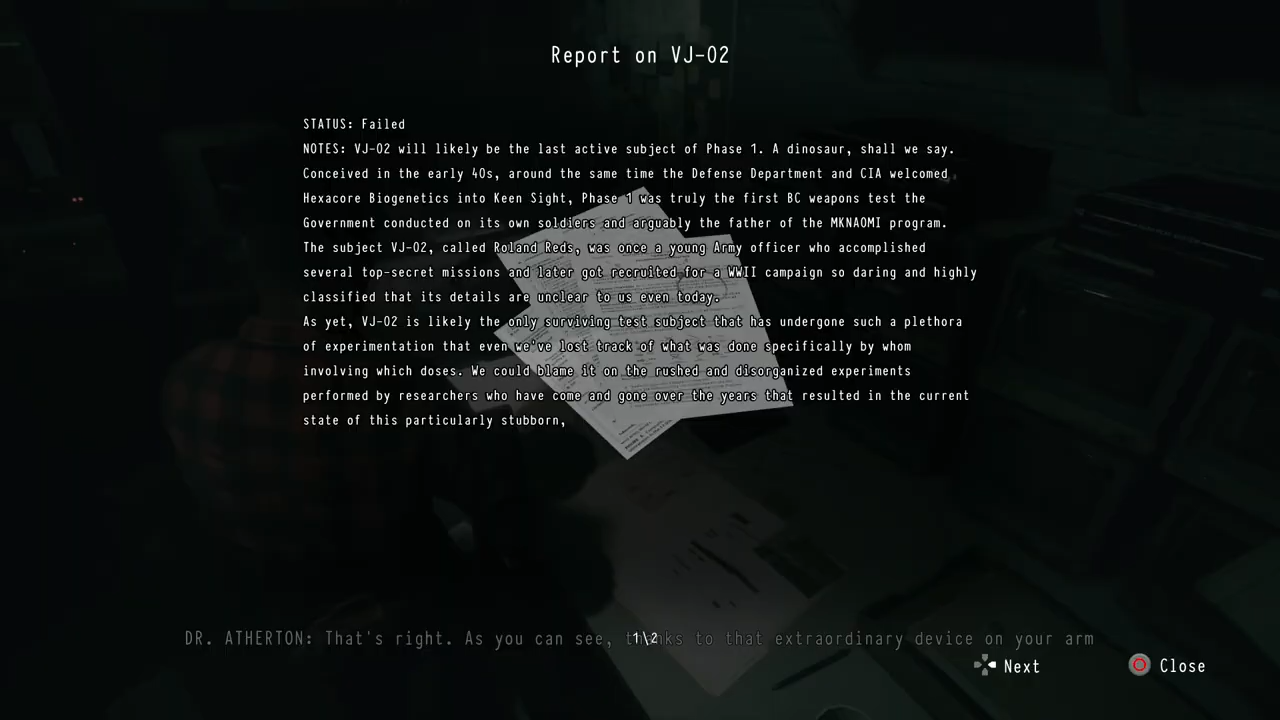 Report on VJ-02
STATUS: Failed
NOTES: VJ-02 will likely be the last active subject of Phase 1. A dinosaur, shall we say.
Conceived in the early 40s, around the same time the Defense Department and CIA welcomed
Hexacore Biogenetics into Keen Sight, Phase 1 was truly the first BC weapons test the
Government conducted on its own soldiers and arguably the father of the MKNAOMI program.
The subject VJ-02, called Roland Reds, was once a young Army officer who accomplished
several top-secret missions and later got recruited for a WWII campaign so daring and highly
classified that its details are unclear to us even today.
As yet, VJ-02 is likely the only surviving test subject that has undergone such a plethora
of experimentation that even we've lost track of what was done specifically by whom
involving which doses. We could blame it on the rushed and disorganized experiments
performed by researchers who have come and gone over the years that resulted in the current
state of this particularly stubborn,
DR. ATHERTON: That's right. As you can see, thanks to that extraordinary device on your arm
1\2
Next
Close